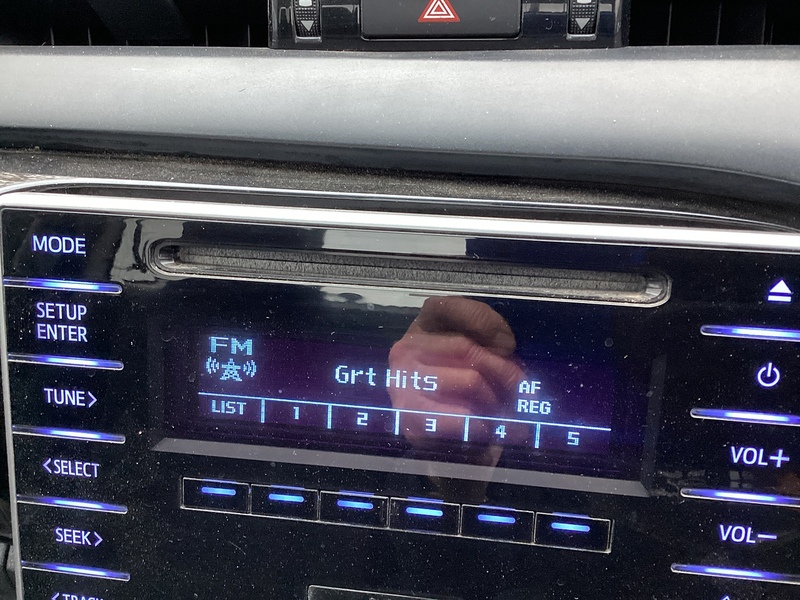 MODE
SETUP
ENTER
TUNE>
<SELECT
SEEK>
<TRACK
FM
Grt Hits
AF
REG
LIST 1 2 3 4 5
VOL+
VOL-